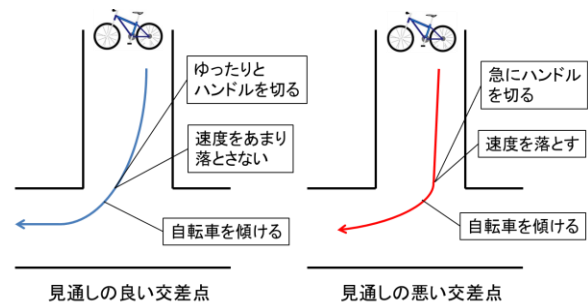 ゆったりと
ハンドルを切る
速度をあまり
落とさない
自転車を傾ける
見通しの良い交差点
急にハンドル
を切る
速度を落とす
自転車を傾ける
見通しの悪い交差点